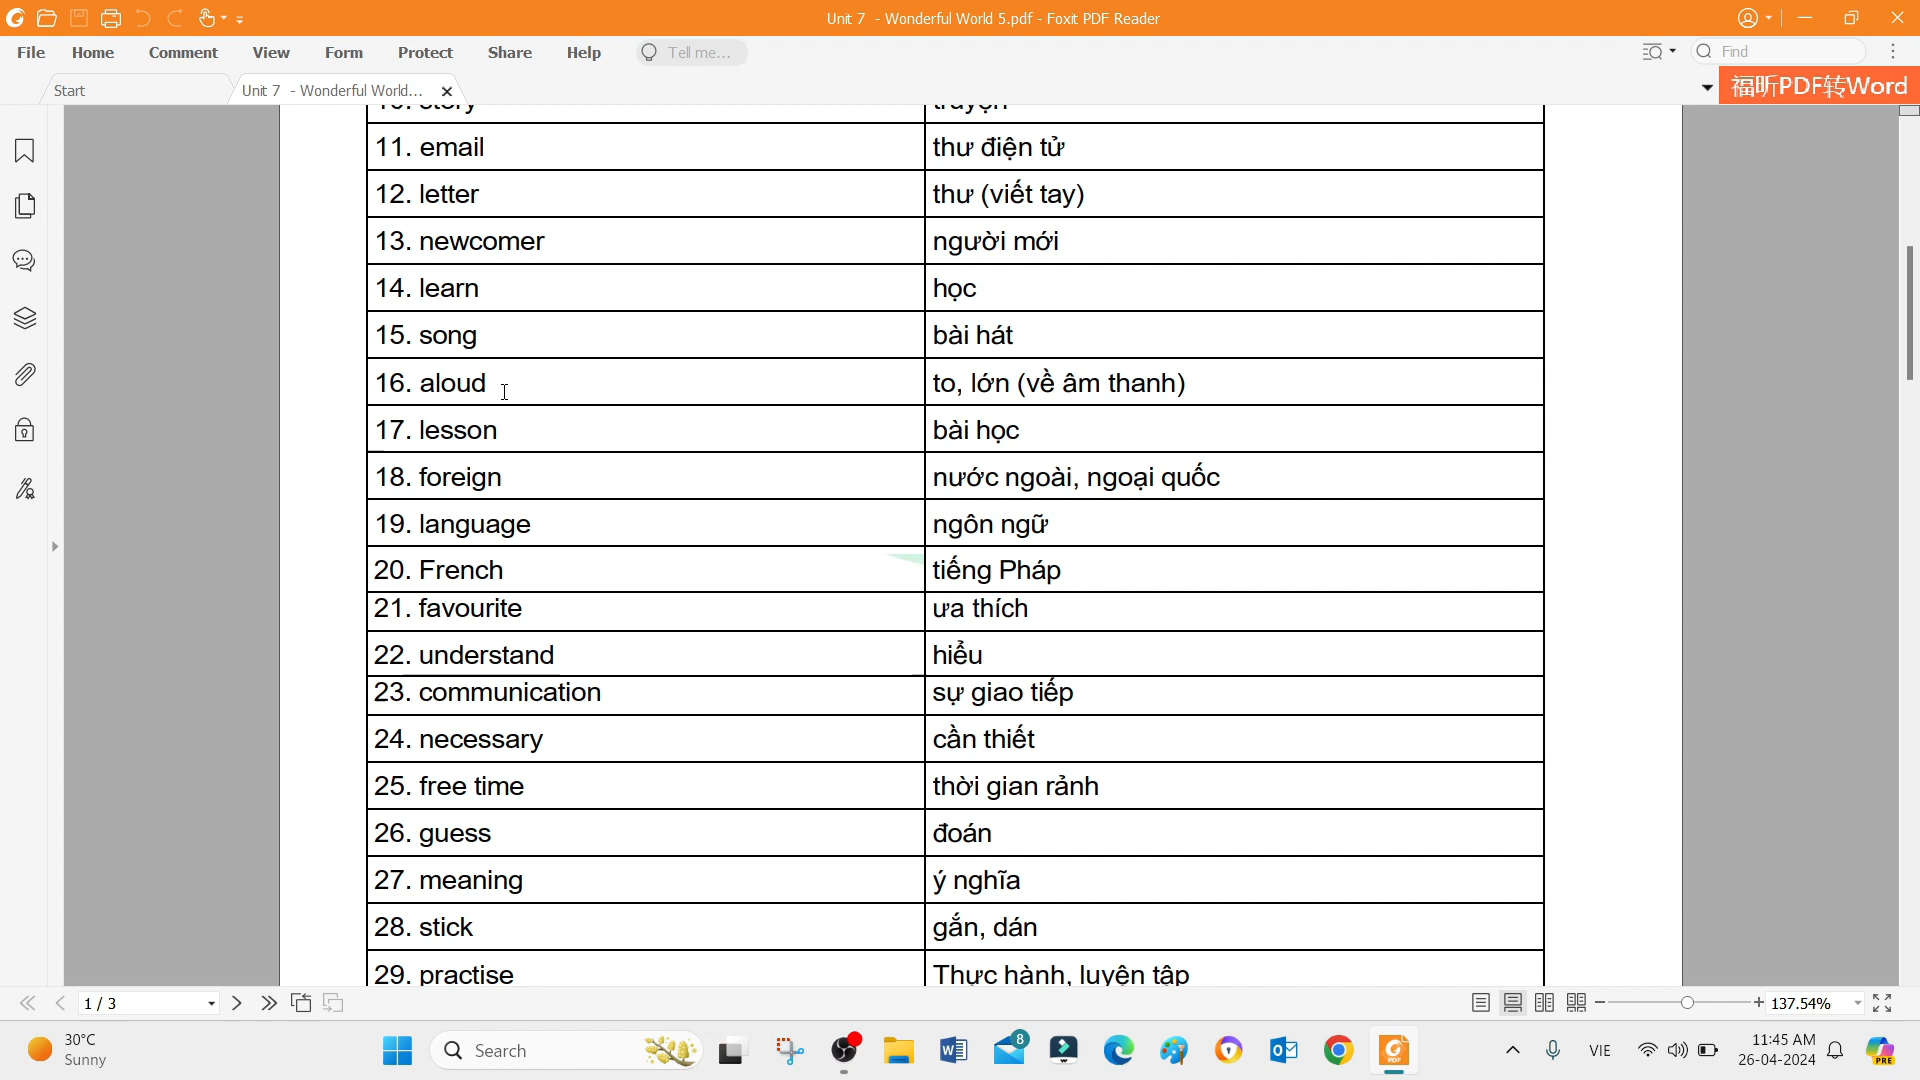 Unit 7 - Wonderful World 5.pdf - Foxit PDF Reader
File Home Comment View Form Protect Share Help Tell me... Find
Start Unit 7 - Wonderful World... 福昕PDF转Word
10. story truyện
11. email thư điện tử
12. letter thư (viết tay)
13. newcomer người mới
14. learn học
15. song bài hát
16. aloud to, lớn (về âm thanh)
17. lesson bài học
18. foreign nước ngoài, ngoại quốc
19. language ngôn ngữ
20. French tiếng Pháp
21. favourite ưa thích
22. understand hiểu
23. communication sự giao tiếp
24. necessary cần thiết
25. free time thời gian rảnh
26. guess đoán
27. meaning ý nghĩa
28. stick gắn, dán
29. practise Thực hành, luyện tập
1 / 3 137.54%
30°C
Sunny
Search
8
VIE
11:45 AM
26-04-2024
PRE